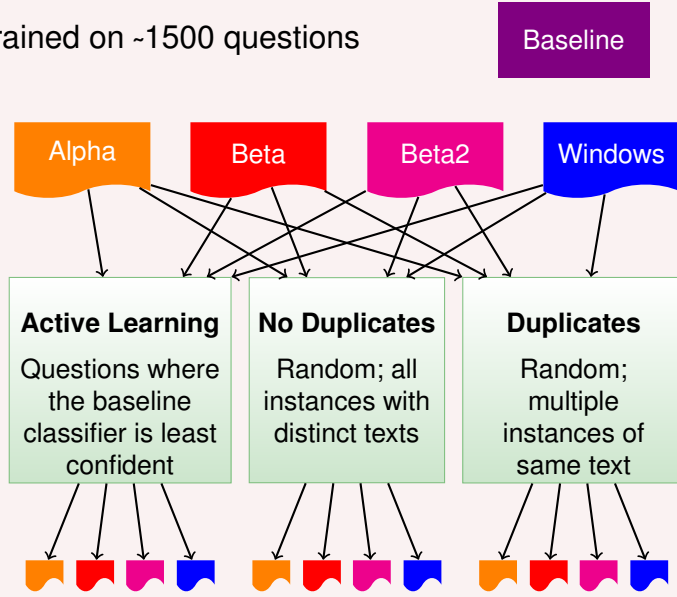 rained on ~1500 questions
Baseline
Alpha
Beta
Beta2
Windows
Active Learning
Questions where
the baseline
classifier is least
confident
No Duplicates
Random; all
instances with
distinct texts
Duplicates
Random;
multiple
instances of
same text